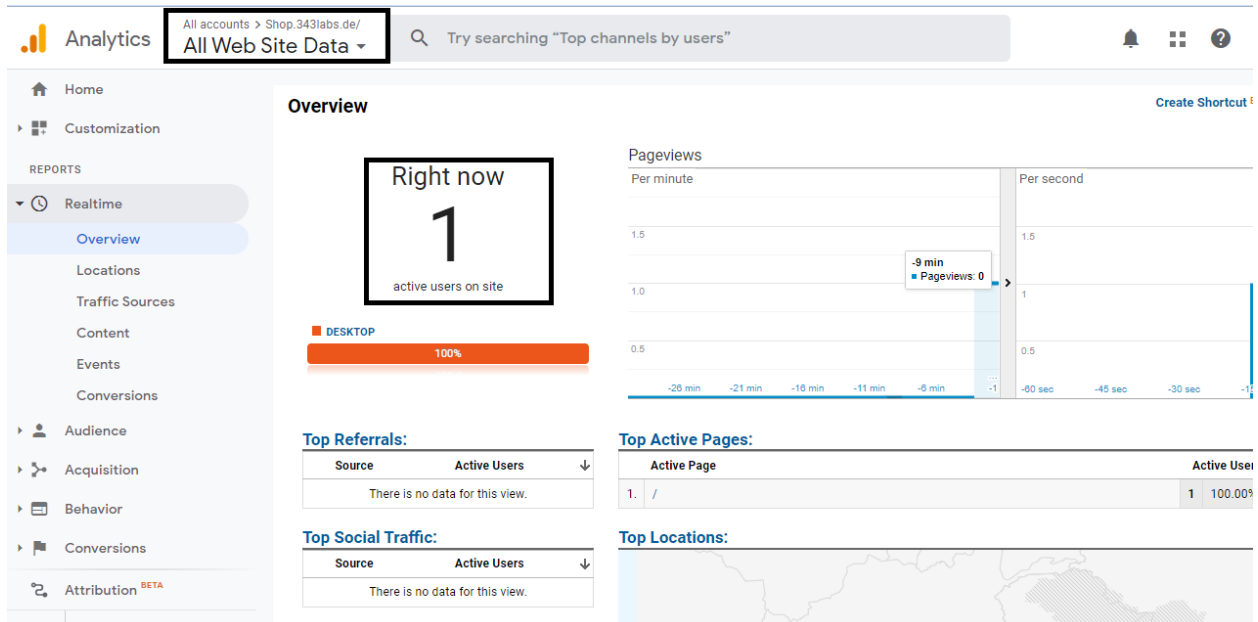 Analytics
All accounts > Shop.343labs.de/
All Web Site Data
Try searching “Top channels by users”
Home
Customization
REPORTS
Realtime
Overview
Locations
Traffic Sources
Content
Events
Conversions
Audience
Acquisition
Behavior
Conversions
Attribution BETA
Overview
Create Shortcut
Right now
1
active users on site
DESKTOP
100%
Pageviews
Per minute
Per second
1.5
1.0
0.5
-26 min -21 min -16 min -11 min -6 min -1
-9 min
Pageviews: 0
1.5
1
0.5
-60 sec -45 sec -30 sec
Top Referrals:
Source Active Users
There is no data for this view.
Top Active Pages:
Active Page Active User
1. / 1 100.00%
Top Social Traffic:
Source Active Users
There is no data for this view.
Top Locations: